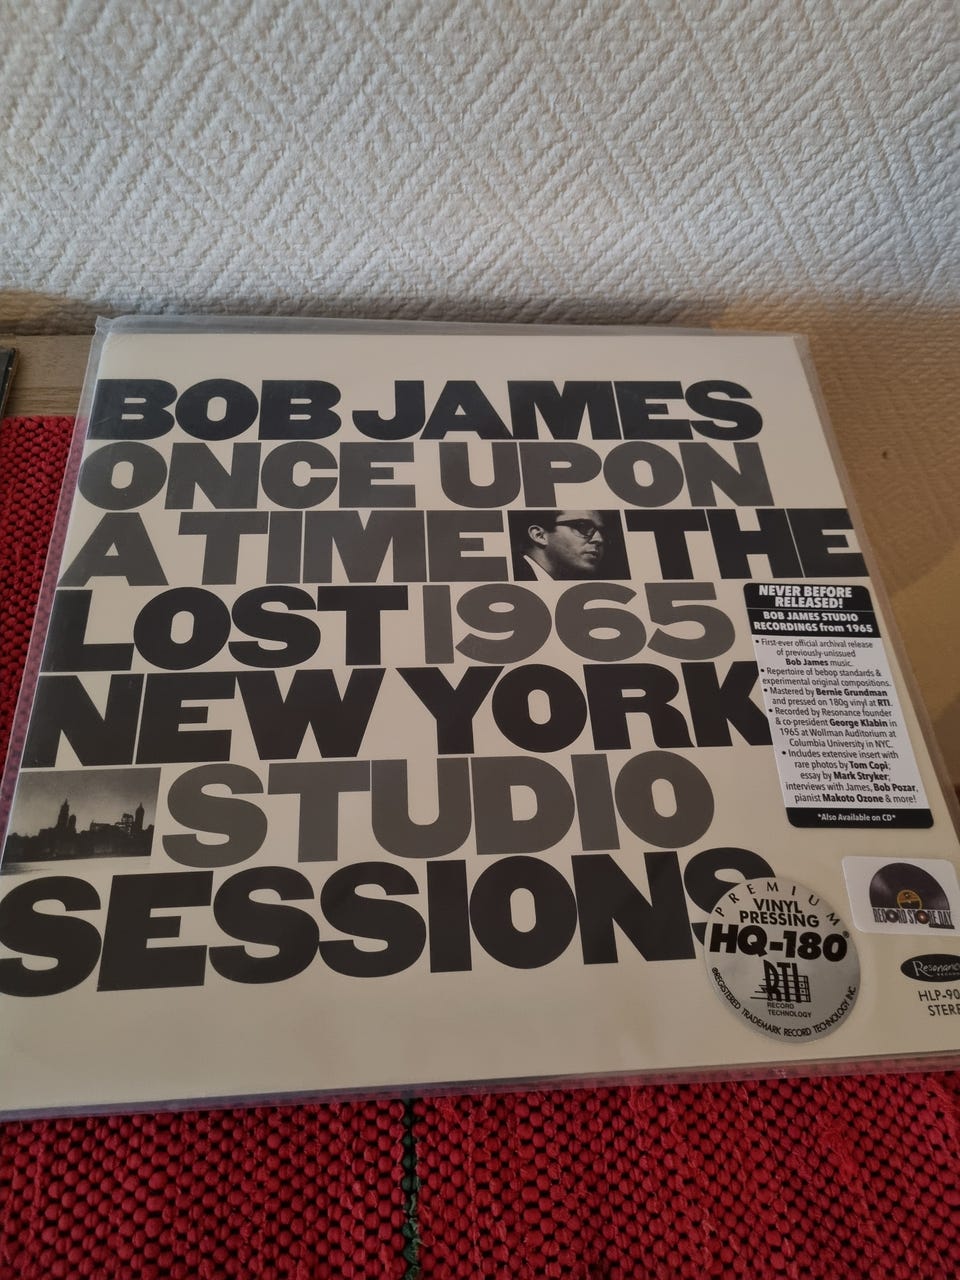 BOB JAMES
ONCE UPON
A TIME THE
LOST 1965
NEW YORK
STUDIO
SESSIONS
NEVER BEFORE
RELEASED!
BOB JAMES STUDIO
RECORDINGS from 1965
• First-ever official archival release
of previously-unissued
Bob James music.
• Repertoire of bebop standards &
experimental original compositions.
• Mastered by Bernie Grundman
and pressed on 180g vinyl at RTI.
• Recorded by Resonance founder
& co-president George Klabin in
1965 at Wollman Auditorium at
Columbia University in NYC.
• Includes extensive insert with
rare photos by Tom Copi;
essay by Mark Stryker;
interviews with James, Bob Pozar,
pianist Makoto Ozone & more!
*Also Available on CD*
PREMIUM
VINYL
PRESSING
HQ-180®
RTI
RECORD
TECHNOLOGY
®REGISTERED TRADEMARK RECORD TECHNOLOGY INC.
RECORD STORE DAY
Resonance
HLP-90
STERE